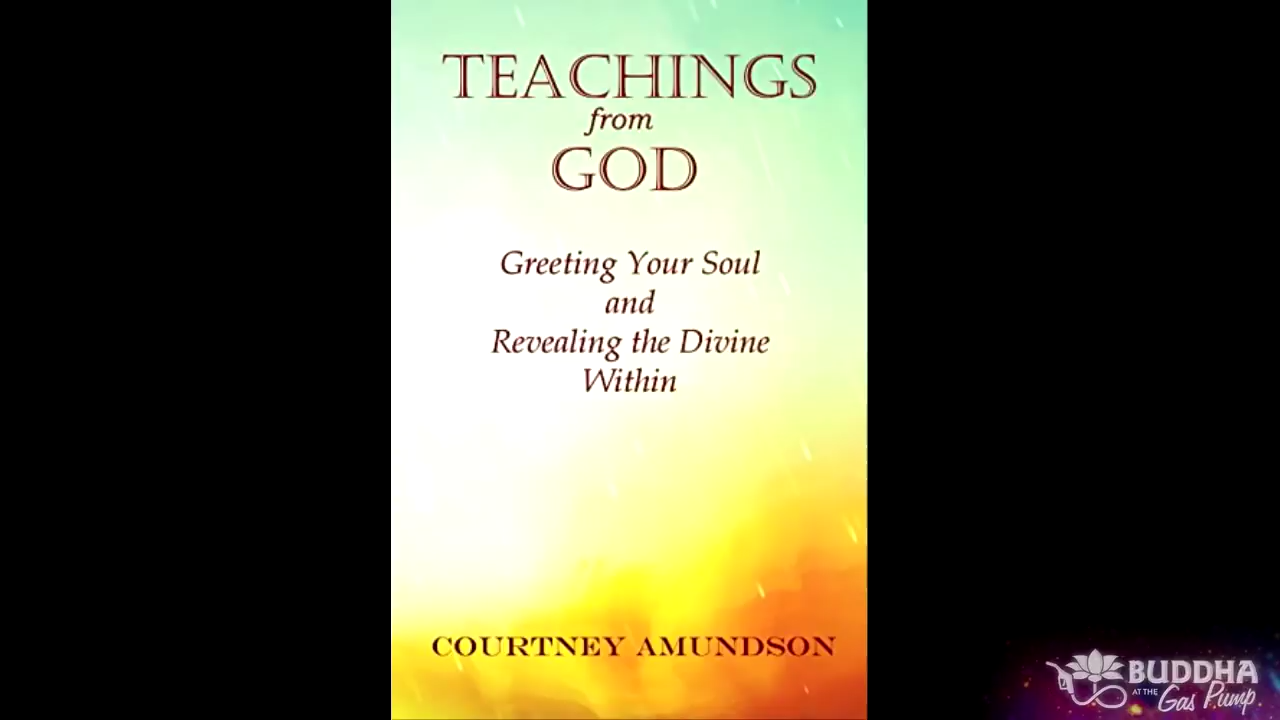 TEACHINGS
from
GOD
Greeting Your Soul
and
Revealing the Divine
Within
COURTNEY AMUNDSON
BUDDHA
AT THE
Gas Pump